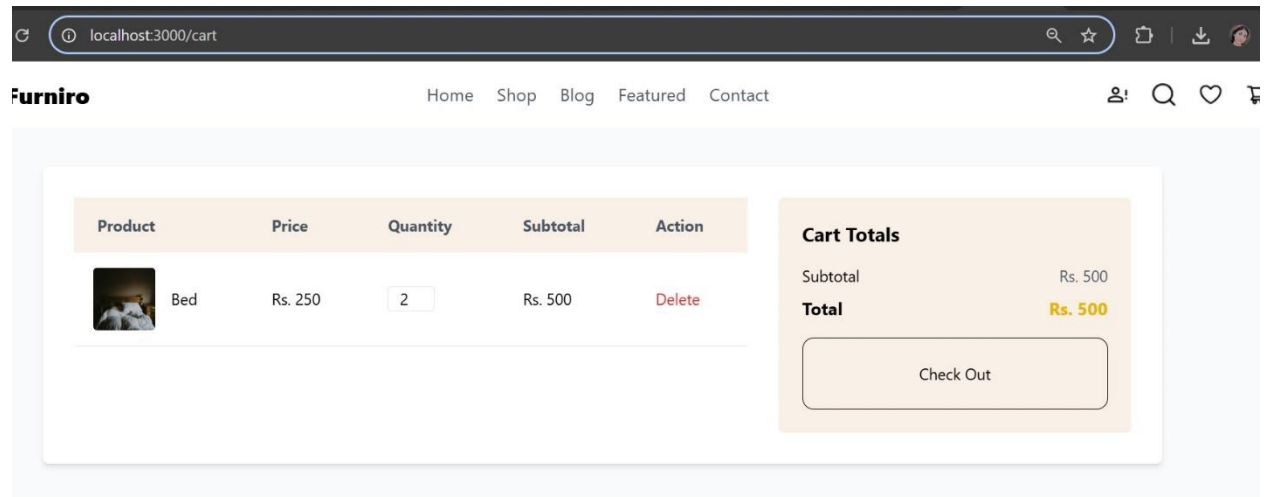 localhost:3000/cart
Furniro
Home Shop Blog Featured Contact
Product Price Quantity Subtotal Action
Bed Rs. 250 2 Rs. 500 Delete
Cart Totals
Subtotal Rs. 500
Total Rs. 500
Check Out